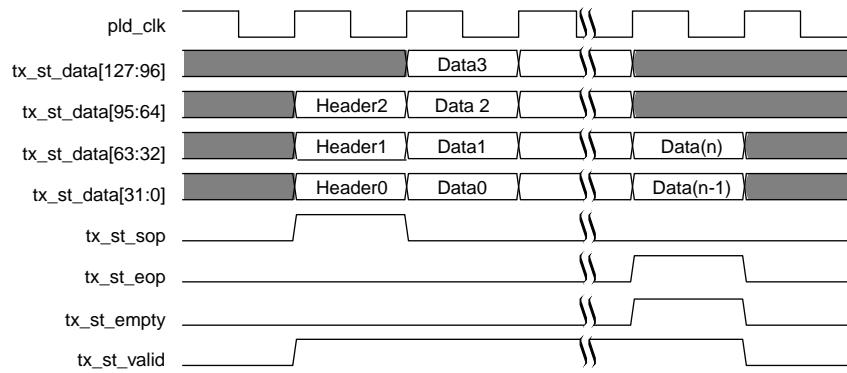 pld_clk
tx_st_data[127:96] Data3
tx_st_data[95:64] Header2 Data 2
tx_st_data[63:32] Header1 Data1 Data(n)
tx_st_data[31:0] Header0 Data0 Data(n-1)
tx_st_sop
tx_st_eop
tx_st_empty
tx_st_valid